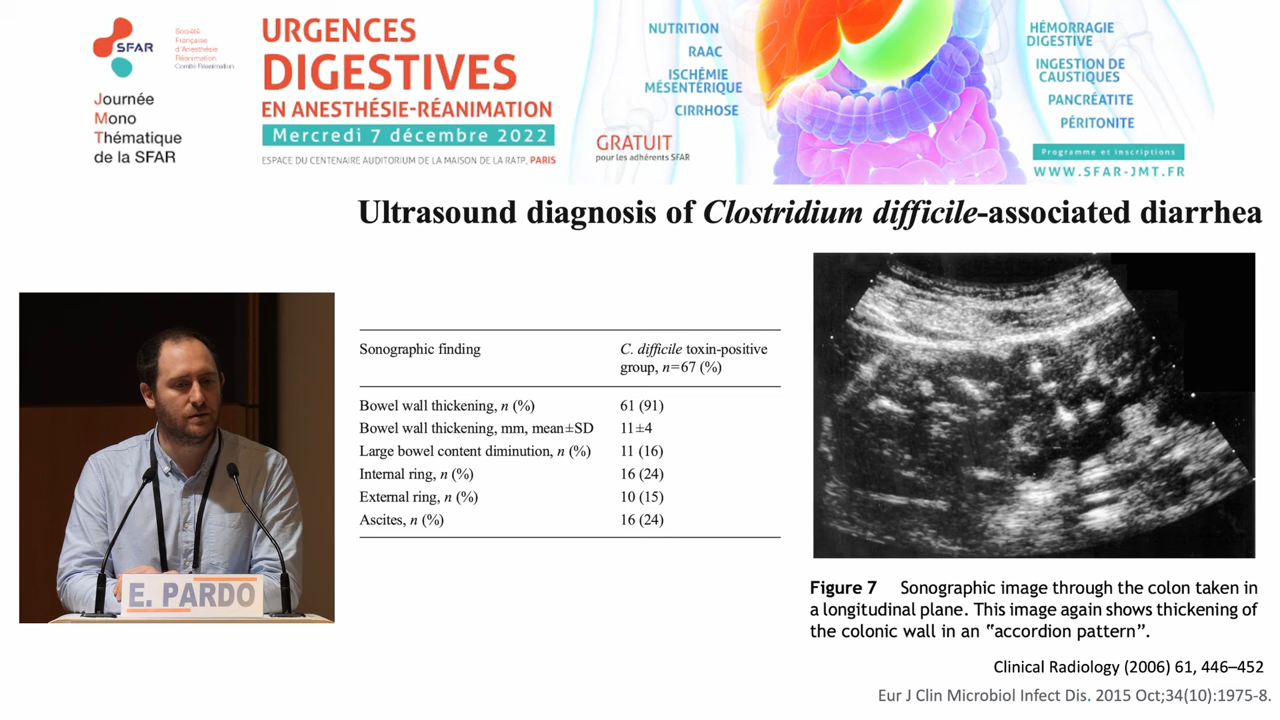 SFAR
Société
Française
d'Anesthésie
Réanimation
Comité Réanimation
Journée
Mono
Thématique
de la SFAR
URGENCES
DIGESTIVES
EN ANESTHÉSIE-RÉANIMATION
Mercredi 7 décembre 2022
ESPACE DU CENTENAIRE AUDITORIUM DE LA MAISON DE LA RATP, PARIS
NUTRITION
RAAC
ISCHÉMIE
MÉSENTÉRIQUE
CIRRHOSE
GRATUIT
pour les adhérents SFAR
HÉMORRAGIE
DIGESTIVE
INGESTION DE
CAUSTIQUES
PANCRÉATITE
PÉRITONITE
Programme et inscriptions
WWW.SFAR-JMT.FR
Ultrasound diagnosis of Clostridium difficile-associated diarrhea
Sonographic finding C. difficile toxin-positive
group, n=67 (%)
Bowel wall thickening, n (%) 61 (91)
Bowel wall thickening, mm, mean±SD 11±4
Large bowel content diminution, n (%) 11 (16)
Internal ring, n (%) 16 (24)
External ring, n (%) 10 (15)
Ascites, n (%) 16 (24)
E. PARDO
Figure 7 Sonographic image through the colon taken in
a longitudinal plane. This image again shows thickening of
the colonic wall in an “accordion pattern”.
Clinical Radiology (2006) 61, 446–452
Eur J Clin Microbiol Infect Dis. 2015 Oct;34(10):1975-8.